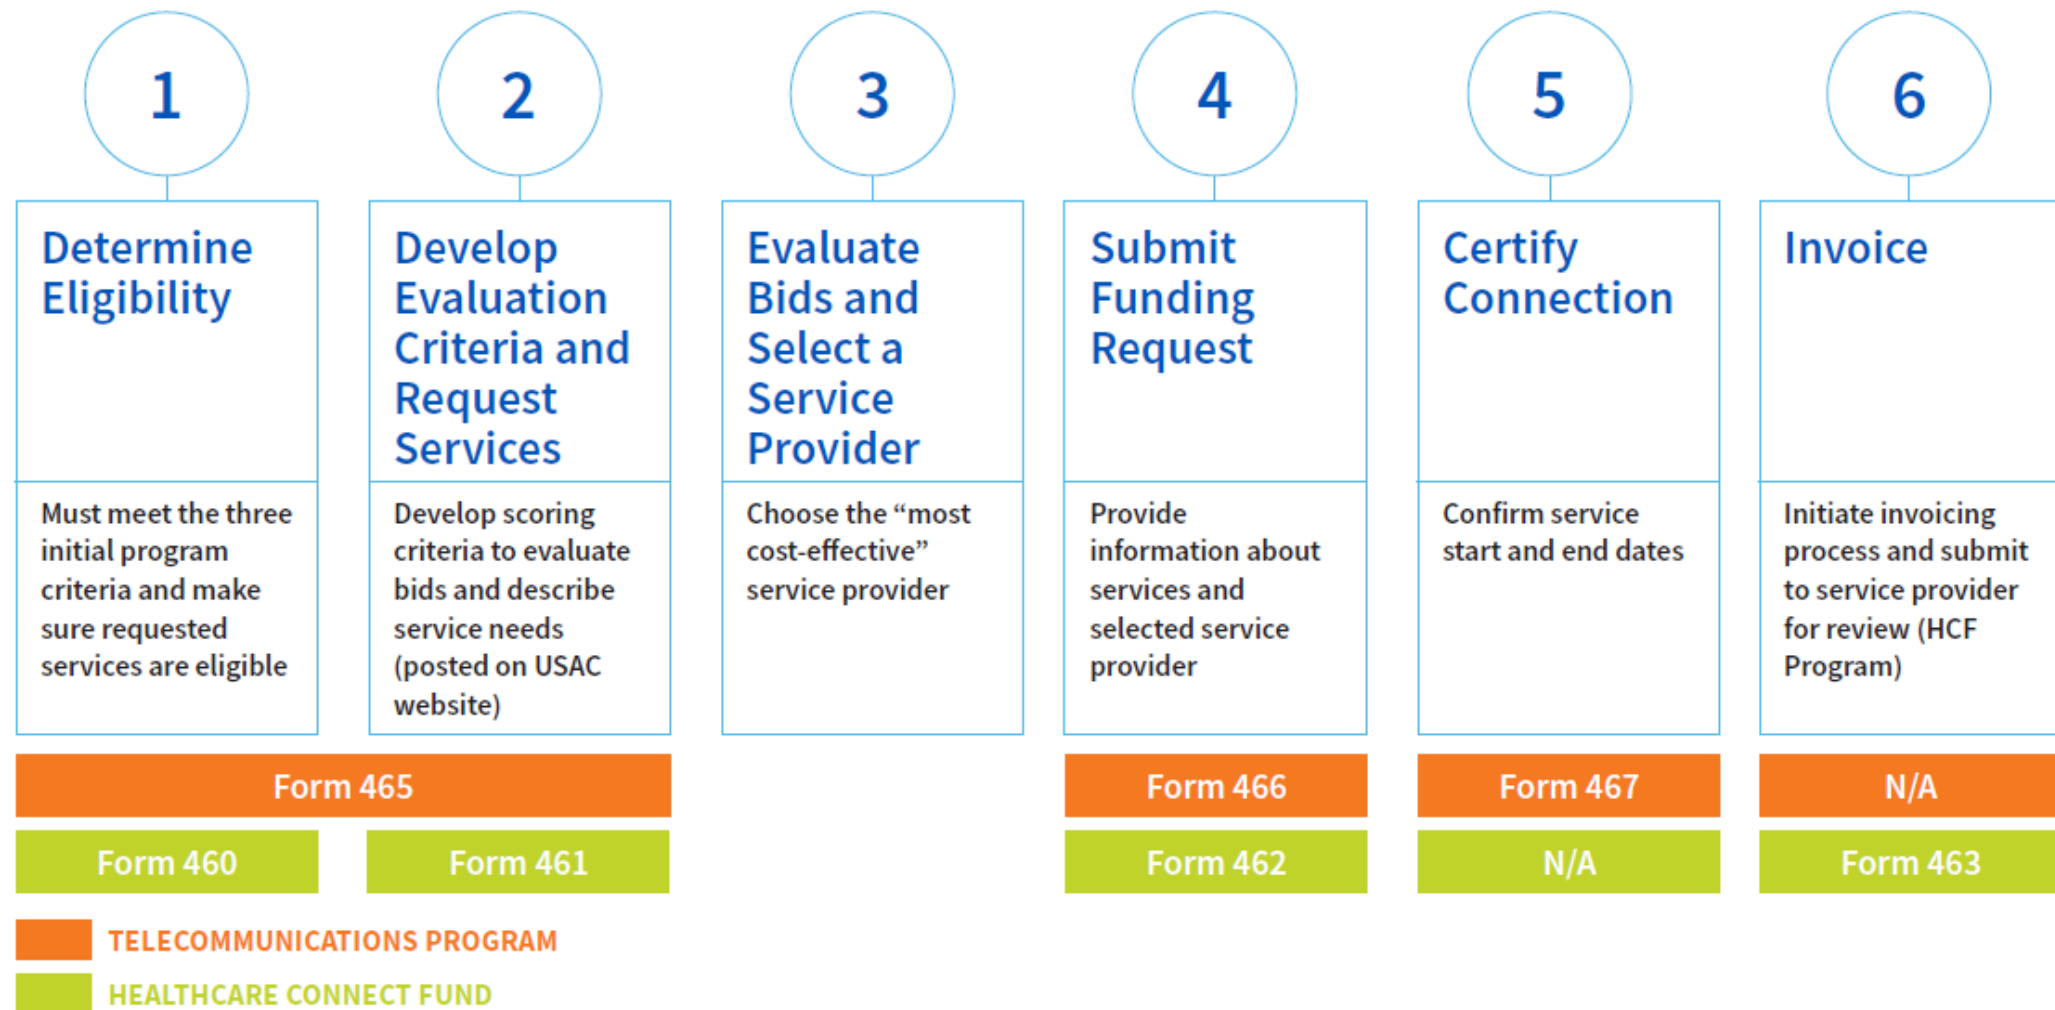 1
2
3
4
5
6
Determine
Eligibility
Must meet the three
initial program
criteria and make
sure requested
services are eligible
Develop
Evaluation
Criteria and
Request
Services
Develop scoring
criteria to evaluate
bids and describe
service needs
(posted on USAC
website)
Evaluate
Bids and
Select a
Service
Provider
Choose the “most
cost-effective”
service provider
Submit
Funding
Request
Provide
information about
services and
selected service
provider
Certify
Connection
Confirm service
start and end dates
Invoice
Initiate invoicing
process and submit
to service provider
for review (HCF
Program)
Form 465
Form 466
Form 467
N/A
Form 460
Form 461
Form 462
N/A
Form 463
TELECOMMUNICATIONS PROGRAM
HEALTHCARE CONNECT FUND